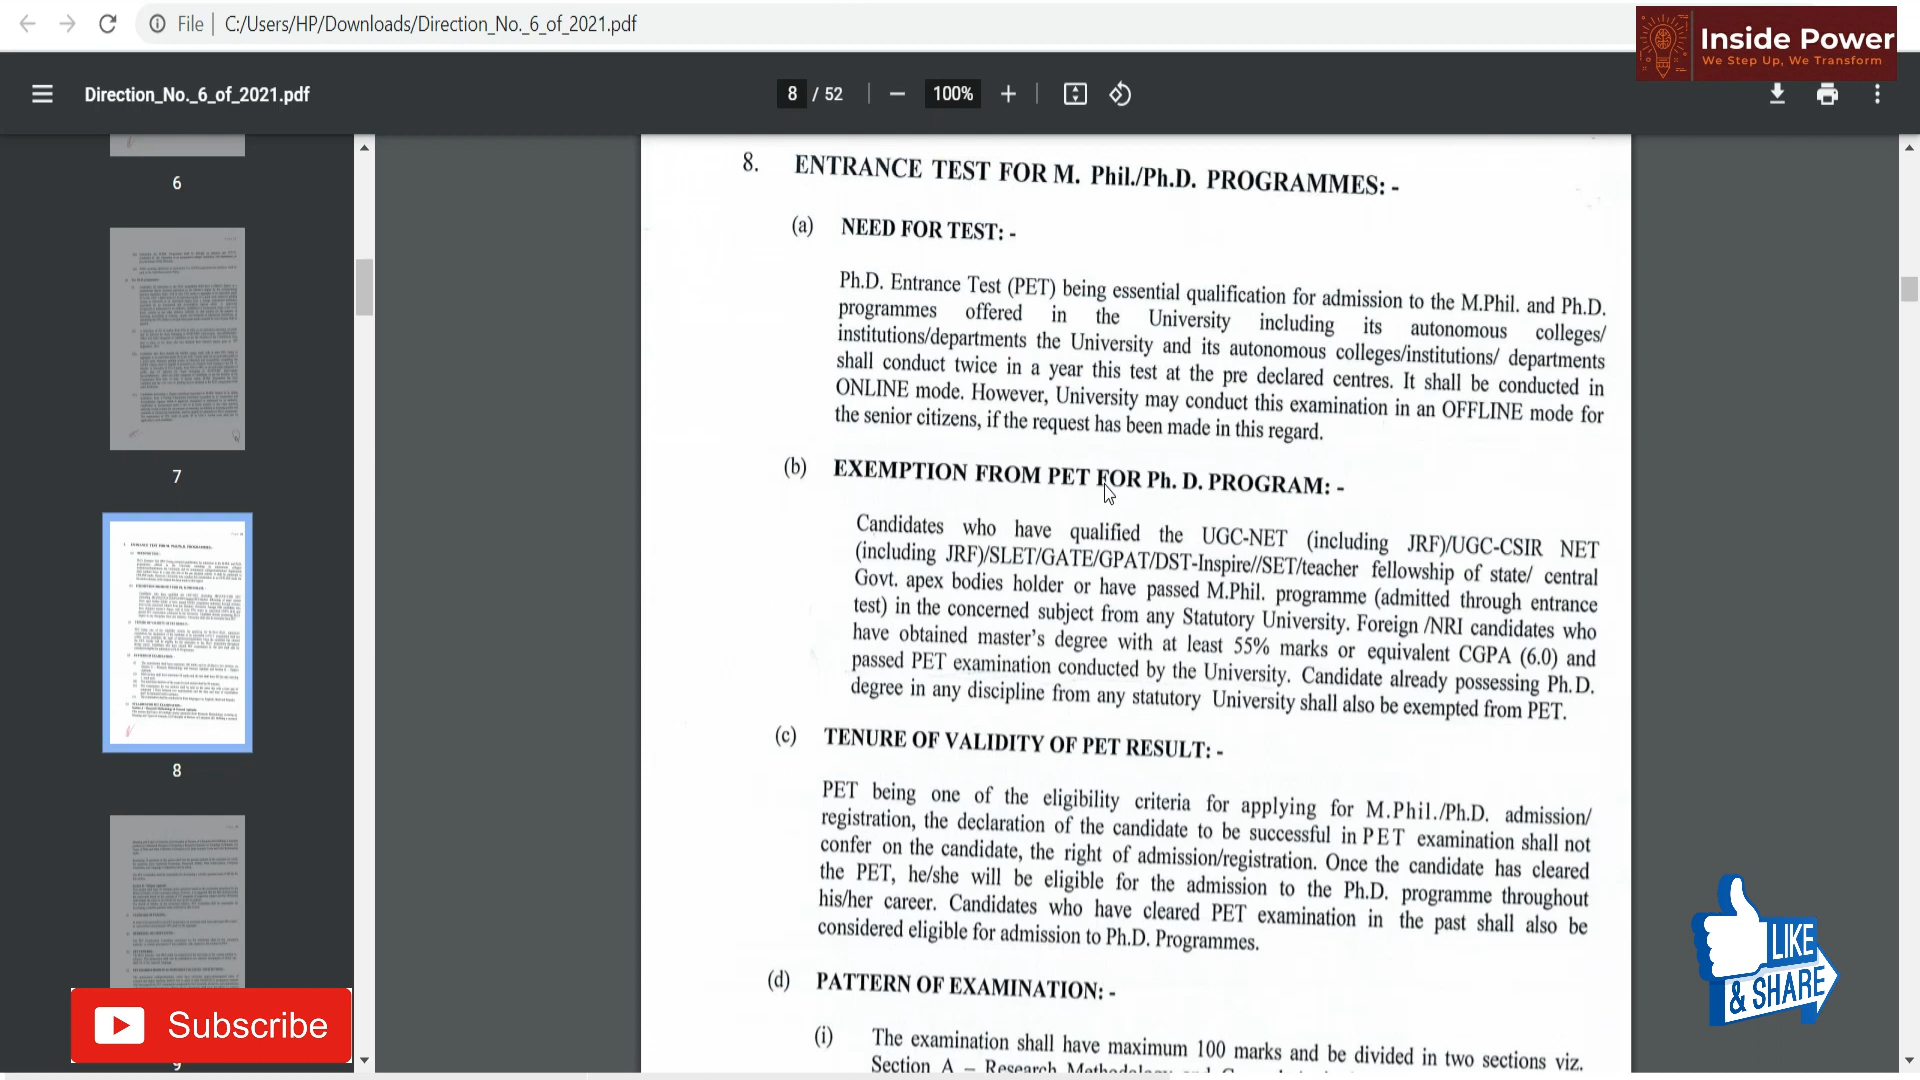 File | C:/Users/HP/Downloads/Direction_No._6_of_2021.pdf
Inside Power
We Step Up, We Transform
Direction_No._6_of_2021.pdf
8 / 52
100%
6
7
8
9
8. ENTRANCE TEST FOR M. Phil./Ph.D. PROGRAMMES: -
(a) NEED FOR TEST: -
Ph.D. Entrance Test (PET) being essential qualification for admission to the M.Phil. and Ph.D.
programmes offered in the University including its autonomous colleges/
institutions/departments the University and its autonomous colleges/institutions/ departments
shall conduct twice in a year this test at the pre declared centres. It shall be conducted in
ONLINE mode. However, University may conduct this examination in an OFFLINE mode for
the senior citizens, if the request has been made in this regard.
(b) EXEMPTION FROM PET FOR Ph. D. PROGRAM: -
Candidates who have qualified the UGC-NET (including JRF)/UGC-CSIR NET
(including JRF)/SLET/GATE/GPAT/DST-Inspire//SET/teacher fellowship of state/ central
Govt. apex bodies holder or have passed M.Phil. programme (admitted through entrance
test) in the concerned subject from any Statutory University. Foreign /NRI candidates who
have obtained master's degree with at least 55% marks or equivalent CGPA (6.0) and
passed PET examination conducted by the University. Candidate already possessing Ph.D.
degree in any discipline from any statutory University shall also be exempted from PET.
(c) TENURE OF VALIDITY OF PET RESULT: -
PET being one of the eligibility criteria for applying for M.Phil./Ph.D. admission/
registration, the declaration of the candidate to be successful in PET examination shall not
confer on the candidate, the right of admission/registration. Once the candidate has cleared
the PET, he/she will be eligible for the admission to the Ph.D. programme throughout
his/her career. Candidates who have cleared PET examination in the past shall also be
considered eligible for admission to Ph.D. Programmes.
(d) PATTERN OF EXAMINATION: -
(i) The examination shall have maximum 100 marks and be divided in two sections viz.
Section A – Research Methodology and
Subscribe
LIKE
& SHARE